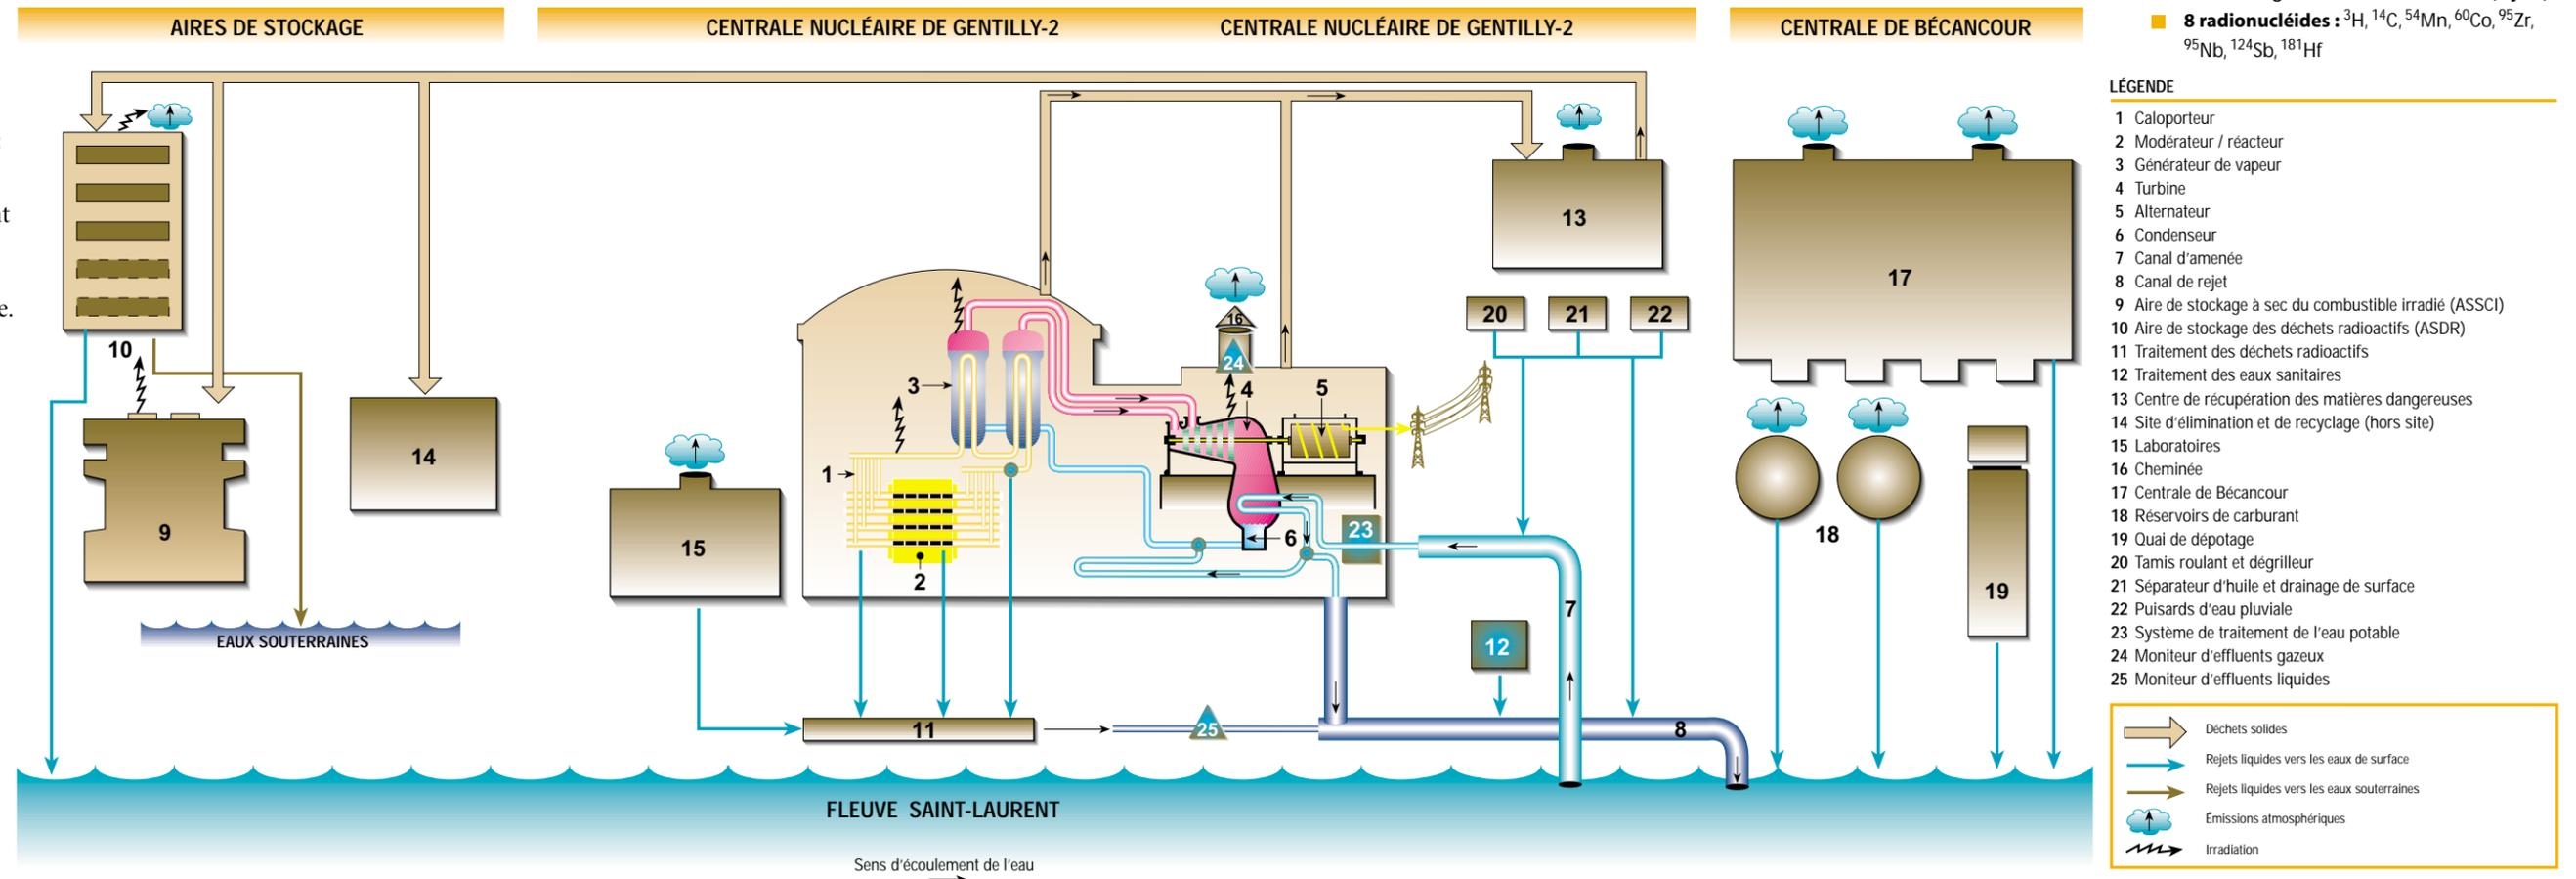 AIRES DE STOCKAGE
CENTRALE NUCLÉAIRE DE GENTILLY-2
CENTRALE NUCLÉAIRE DE GENTILLY-2
CENTRALE DE BÉCANCOUR
8 radionucléides : ³H, ¹⁴C, ⁵⁴Mn, ⁶⁰Co, ⁹⁵Zr,
⁹⁵Nb, ¹²⁴Sb, ¹⁸¹Hf
e.
10
9
14
15
3
1
2
11
16
24
4
5
6
23
25
13
20
21
22
7
12
8
17
18
19
EAUX SOUTERRAINES
FLEUVE SAINT-LAURENT
Sens d'écoulement de l'eau
LÉGENDE
1 Caloporteur
2 Modérateur / réacteur
3 Générateur de vapeur
4 Turbine
5 Alternateur
6 Condenseur
7 Canal d'amenée
8 Canal de rejet
9 Aire de stockage à sec du combustible irradié (ASSCI)
10 Aire de stockage des déchets radioactifs (ASDR)
11 Traitement des déchets radioactifs
12 Traitement des eaux sanitaires
13 Centre de récupération des matières dangereuses
14 Site d'élimination et de recyclage (hors site)
15 Laboratoires
16 Cheminée
17 Centrale de Bécancour
18 Réservoirs de carburant
19 Quai de dépotage
20 Tamis roulant et dégrilleur
21 Séparateur d'huile et drainage de surface
22 Puisards d'eau pluviale
23 Système de traitement de l'eau potable
24 Moniteur d'effluents gazeux
25 Moniteur d'effluents liquides
Déchets solides
Rejets liquides vers les eaux de surface
Rejets liquides vers les eaux souterraines
Émissions atmosphériques
Irradiation